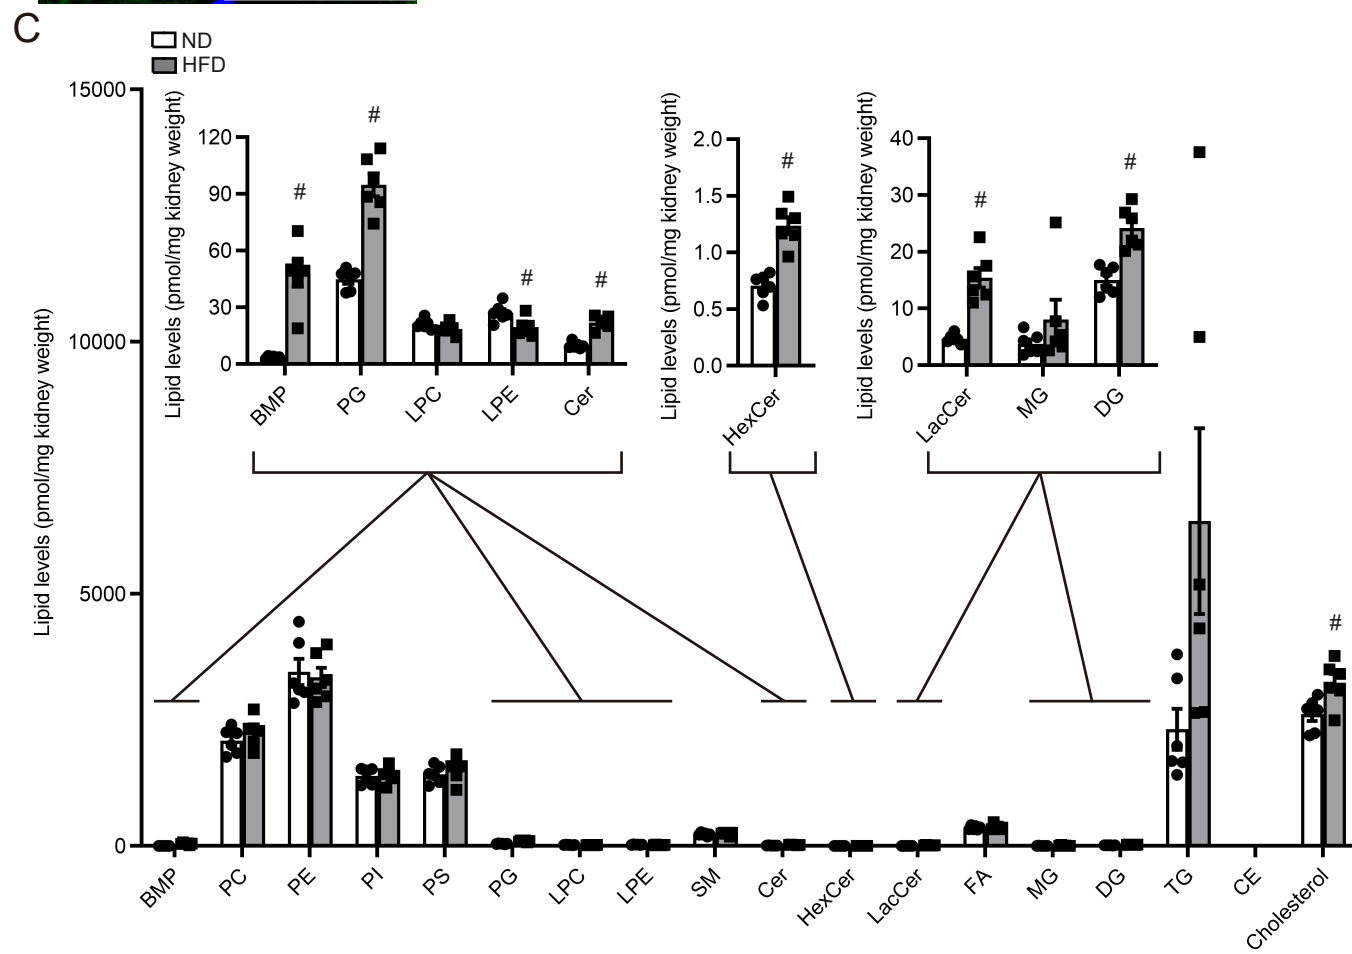 C
ND
HFD
Lipid levels (pmol/mg kidney weight)
15000
10000
5000
0
Lipid levels (pmol/mg kidney weight)
120
90
60
30
0
#
#
#
#
BMP
PG
LPC
LPE
Cer
Lipid levels (pmol/mg kidney weight)
2.0
1.5
1.0
0.5
0.0
#
HexCer
Lipid levels (pmol/mg kidney weight)
40
30
20
10
0
#
#
LacCer
MG
DG
#
BMP
PC
PE
PI
PS
PG
LPC
LPE
SM
Cer
HexCer
LacCer
FA
MG
DG
TG
CE
Cholesterol